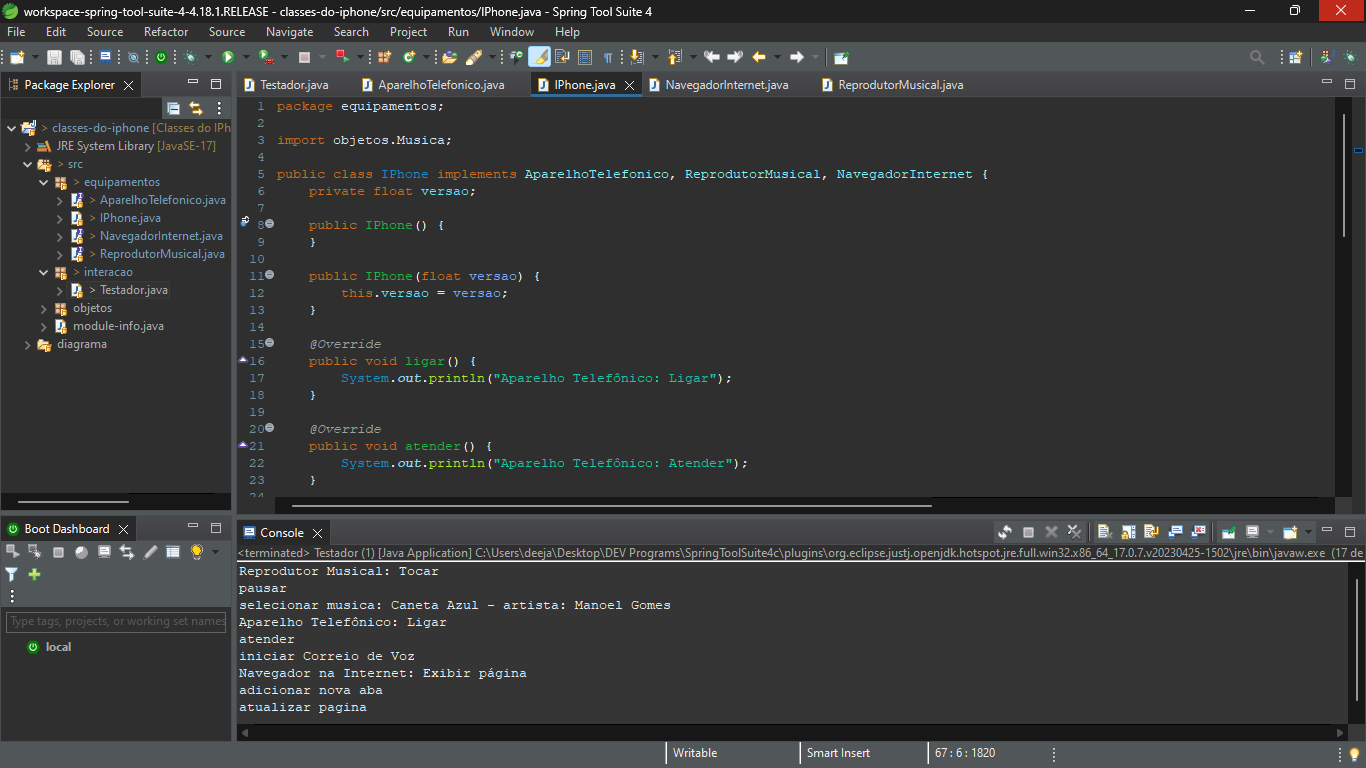 workspace-spring-tool-suite-4-4.18.1.RELEASE - classes-do-iphone/src/equipamentos/IPhone.java - Spring Tool Suite 4
File Edit Source Refactor Source Navigate Search Project Run Window Help
Package Explorer
> classes-do-iphone [Classes do IPh
JRE System Library [JavaSE-17]
> src
> equipamentos
> AparelhoTelefonico.java
> IPhone.java
> NavegadorInternet.java
> ReprodutorMusical.java
> interacao
> Testador.java
objetos
module-info.java
diagrama
Testador.java AparelhoTelefonico.java IPhone.java NavegadorInternet.java ReprodutorMusical.java
1 package equipamentos;
2
3 import objetos.Musica;
4
5 public class IPhone implements AparelhoTelefonico, ReprodutorMusical, NavegadorInternet {
6 private float versao;
7
8 public IPhone() {
9 }
10
11 public IPhone(float versao) {
12 this.versao = versao;
13 }
14
15 @Override
16 public void ligar() {
17 System.out.println("Aparelho Telefônico: Ligar");
18 }
19
20 @Override
21 public void atender() {
22 System.out.println("Aparelho Telefônico: Atender");
23 }
24
Boot Dashboard
Type tags, projects, or working set names
local
Console
<terminated> Testador (1) [Java Application] C:\Users\deeja\Desktop\DEV Programs\SpringToolSuite4c\plugins\org.eclipse.justj.openjdk.hotspot.jre.full.win32.x86_64_17.0.7.v20230425-1502\jre\bin\javaw.exe (17 de
Reprodutor Musical: Tocar
pausar
selecionar musica: Caneta Azul - artista: Manoel Gomes
Aparelho Telefônico: Ligar
atender
iniciar Correio de Voz
Navegador na Internet: Exibir página
adicionar nova aba
atualizar pagina
Writable Smart Insert 67 : 6 : 1820